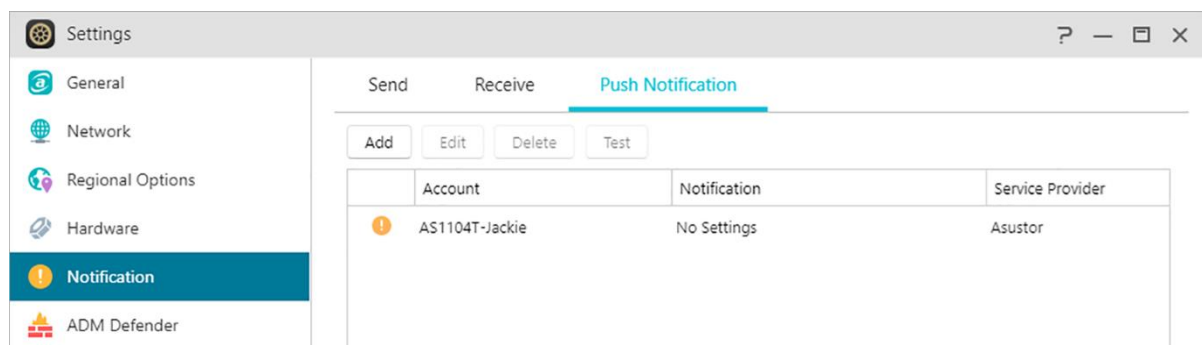 Settings
General
Network
Regional Options
Hardware
Notification
ADM Defender
Send Receive Push Notification
Add Edit Delete Test
Account Notification Service Provider
AS1104T-Jackie No Settings Asustor